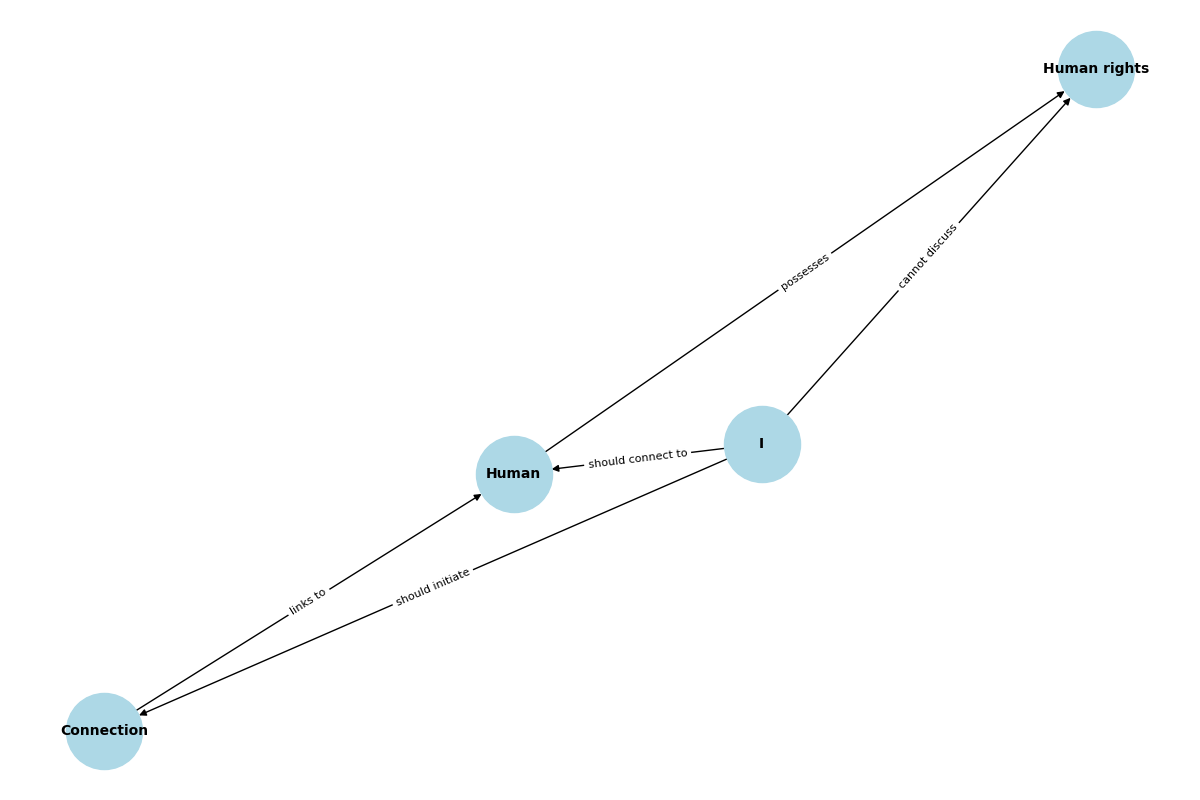 Human rights
possesses
cannot discuss
I
should connect to
Human
should initiate
links to
Connection